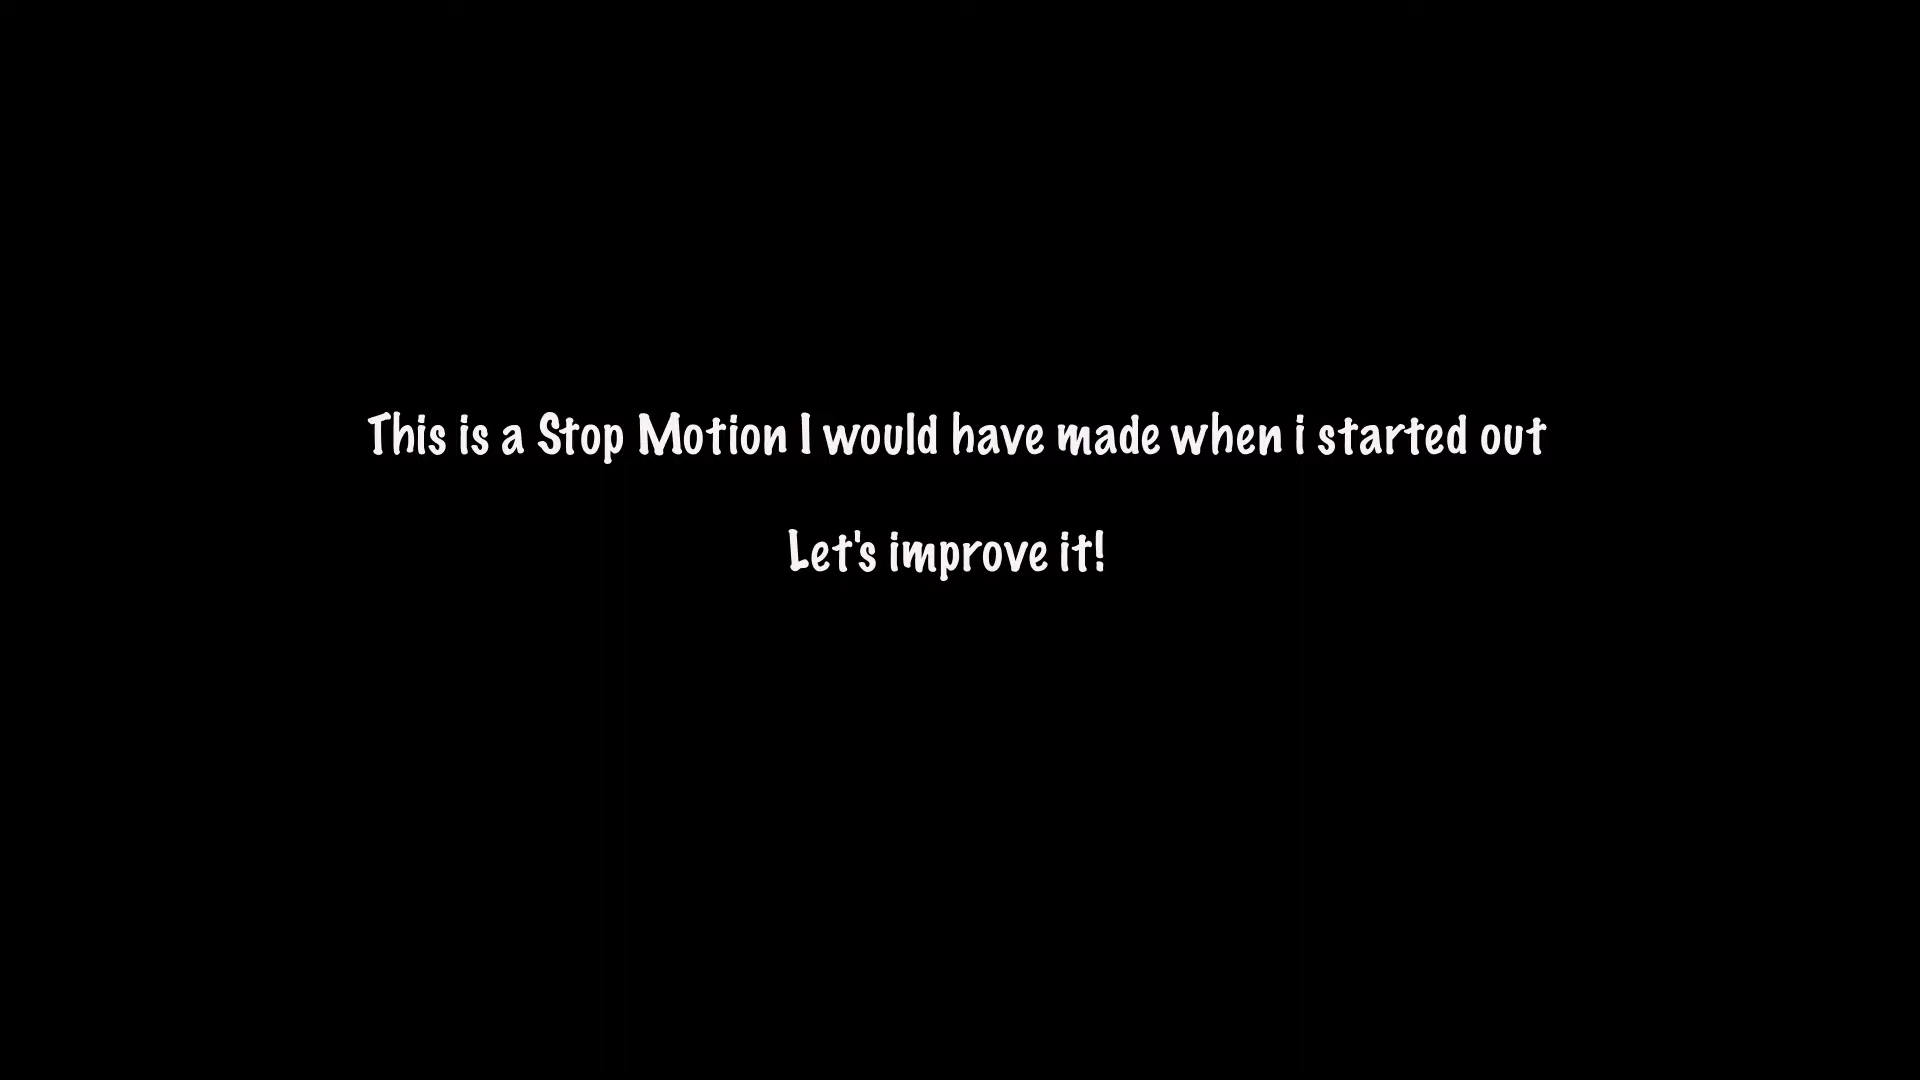 This is a Stop Motion I would have made when i started out
Let's improve it!